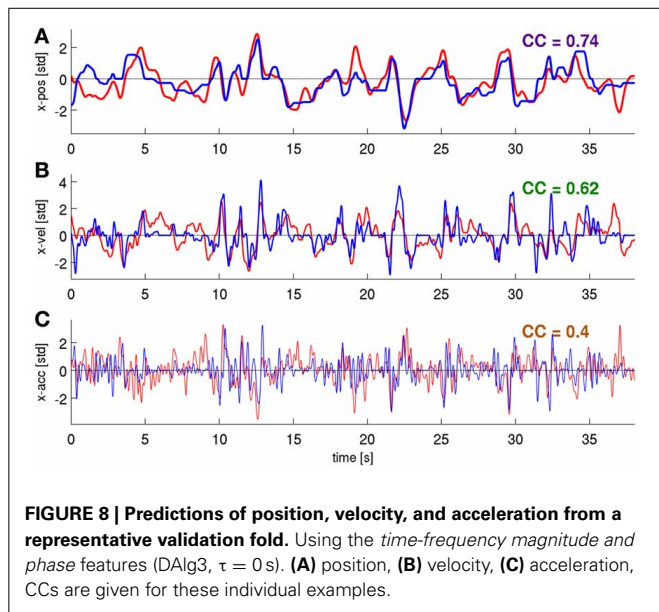 A
CC = 0.74
x-pos [std]
2
0
-2
0 5 10 15 20 25 30 35
B
CC = 0.62
x-vel [std]
4
2
0
-2
0 5 10 15 20 25 30 35
C
CC = 0.4
x-acc [std]
2
0
-2
0 5 10 15 20 25 30 35
time [s]
FIGURE 8 | Predictions of position, velocity, and acceleration from a
representative validation fold. Using the time-frequency magnitude and
phase features (DAlg3, τ = 0 s). (A) position, (B) velocity, (C) acceleration,
CCs are given for these individual examples.